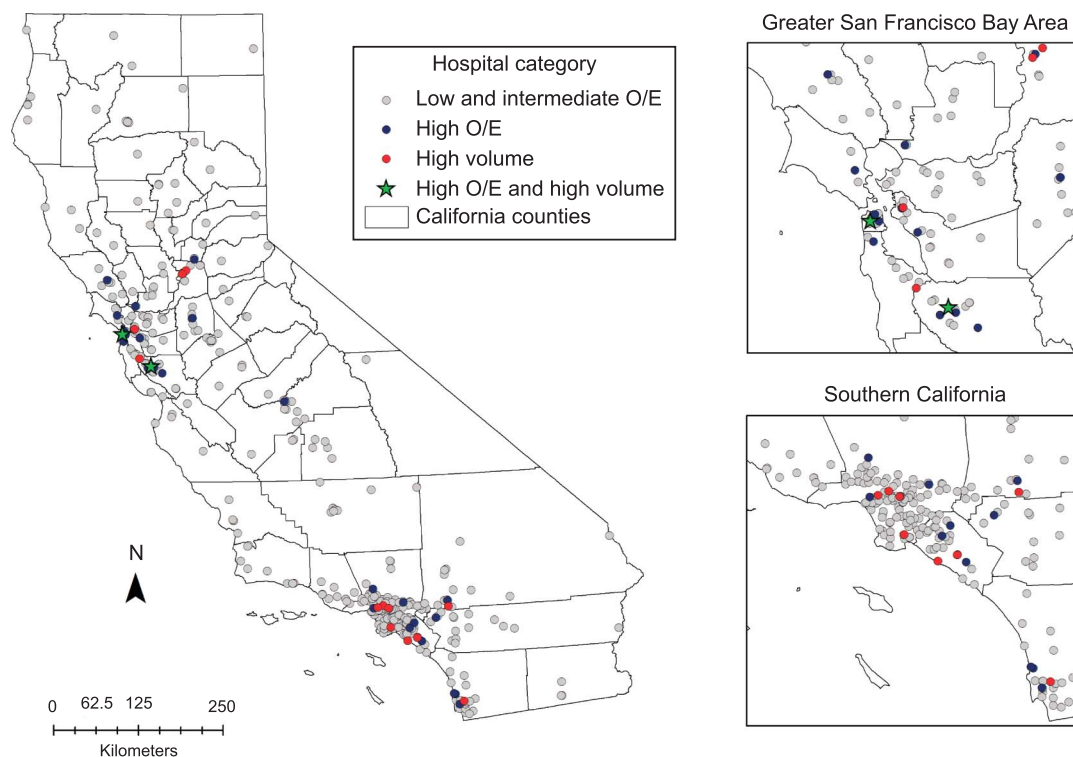 Greater San Francisco Bay Area
Hospital category
Low and intermediate O/E
High O/E
High volume
High O/E and high volume
California counties
Southern California
N
0 62.5 125 250
Kilometers